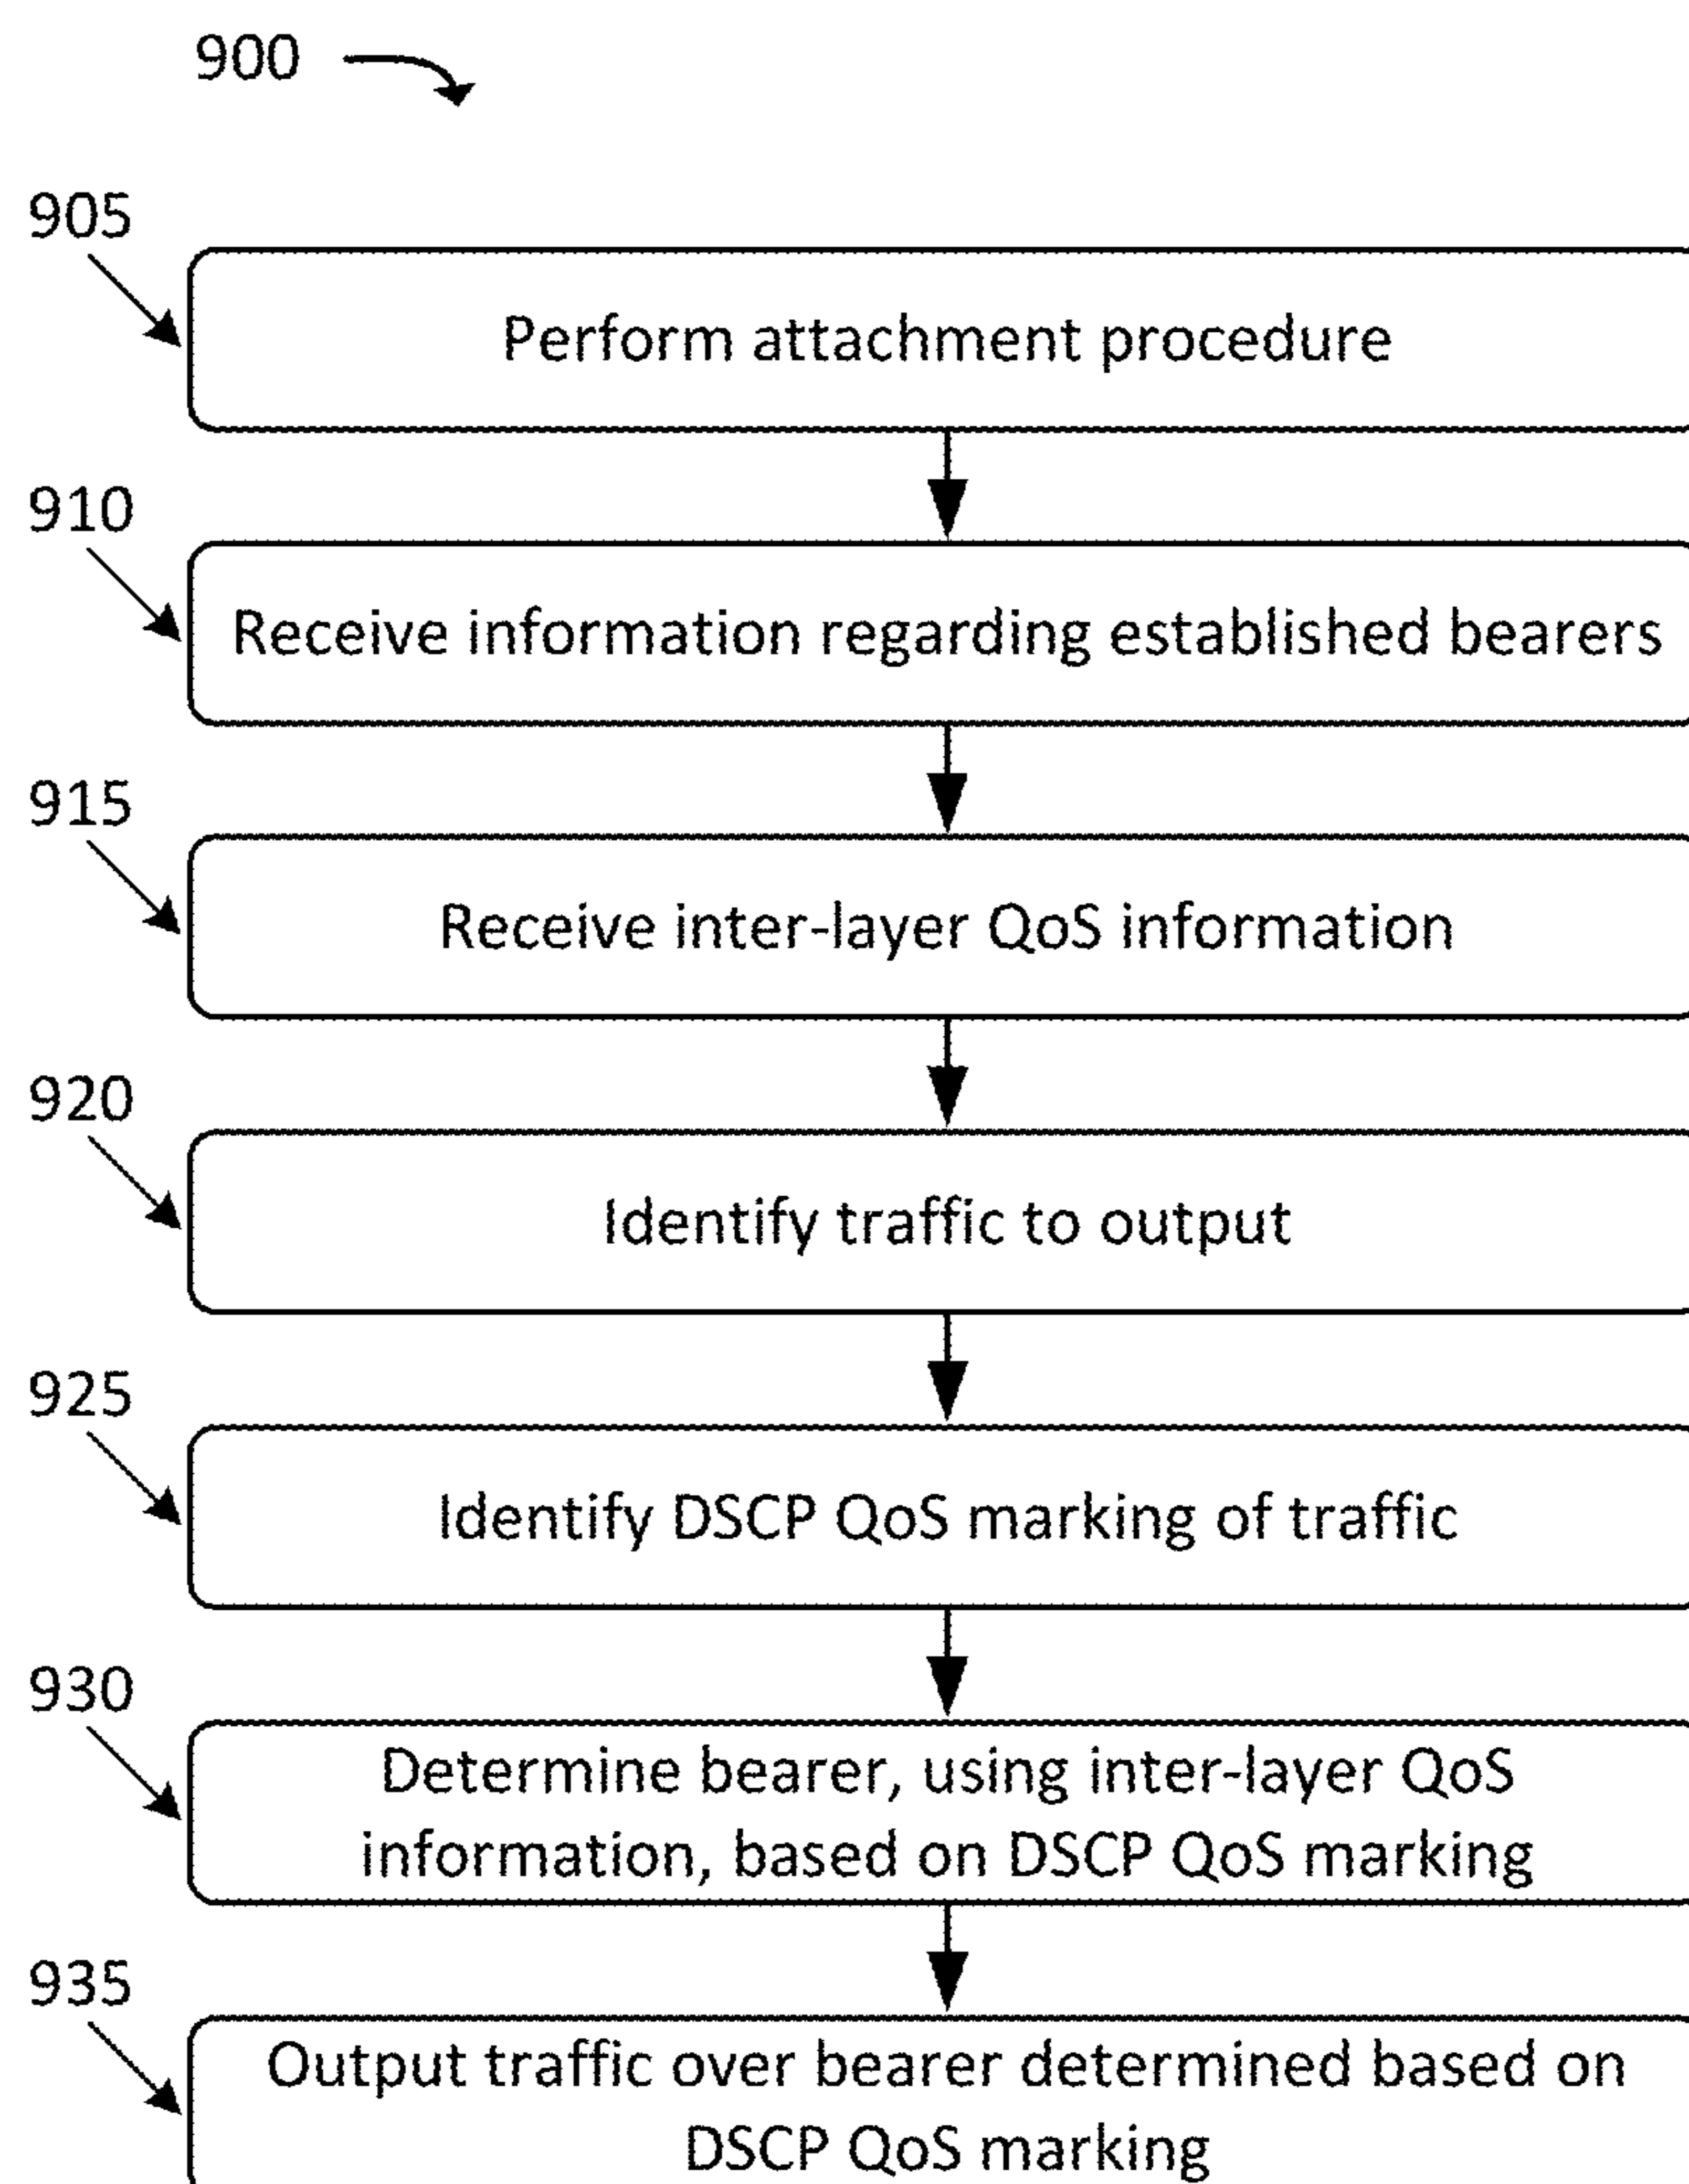 900
905
Perform attachment procedure
910
Receive information regarding established bearers
915
Receive inter-layer QoS information
920
Identify traffic to output
925
Identify DSCP QoS marking of traffic
930
Determine bearer, using inter-layer QoS
information, based on DSCP QoS marking
935
Output traffic over bearer determined based on
DSCP QoS marking